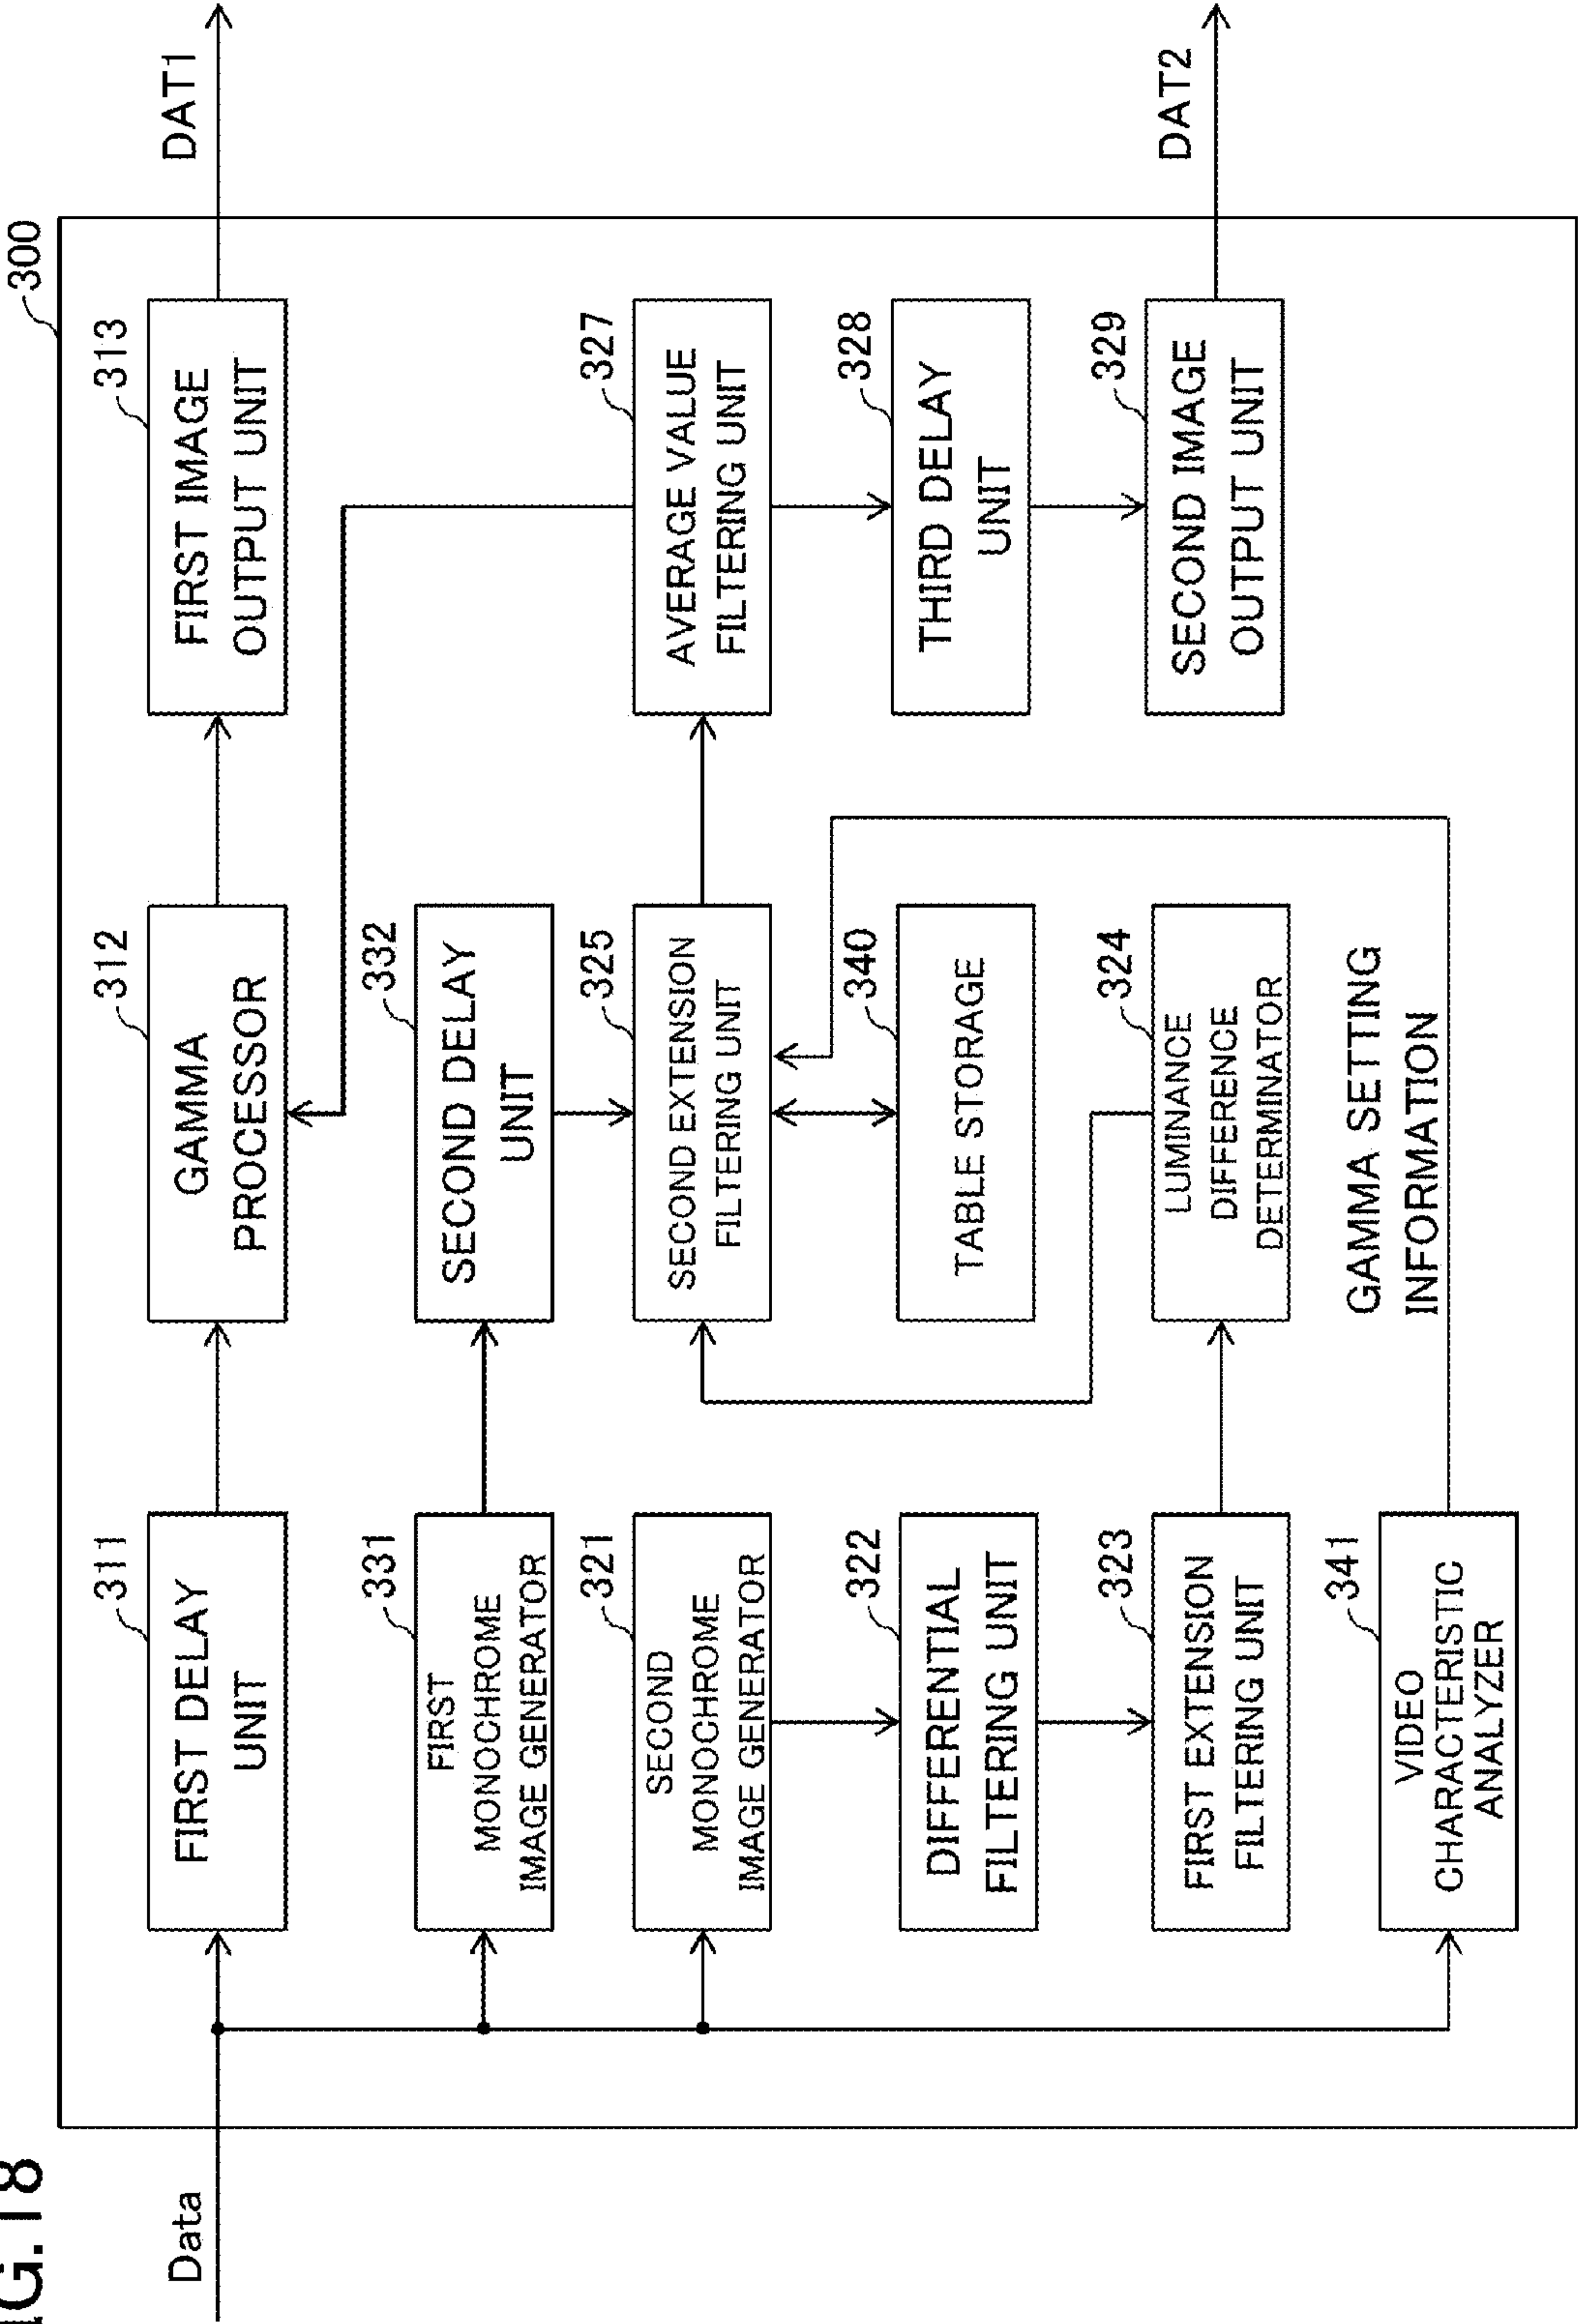 IG.18
300
Data
311
FIRST DELAY
UNIT
312
GAMMA
PROCESSOR
313
FIRST IMAGE
OUTPUT UNIT
DAT1
331
FIRST
MONOCHROME
IMAGE GENERATOR
332
SECOND DELAY
UNIT
321
SECOND
MONOCHROME
IMAGE GENERATOR
325
SECOND EXTENSION
FILTERING UNIT
327
AVERAGE VALUE
FILTERING UNIT
322
DIFFERENTIAL
FILTERING UNIT
340
TABLE STORAGE
328
THIRD DELAY
UNIT
323
FIRST EXTENSION
FILTERING UNIT
324
LUMINANCE
DIFFERENCE
DETERMINATOR
329
SECOND IMAGE
OUTPUT UNIT
DAT2
341
VIDEO
CHARACTERISTIC
ANALYZER
GAMMA SETTING
INFORMATION